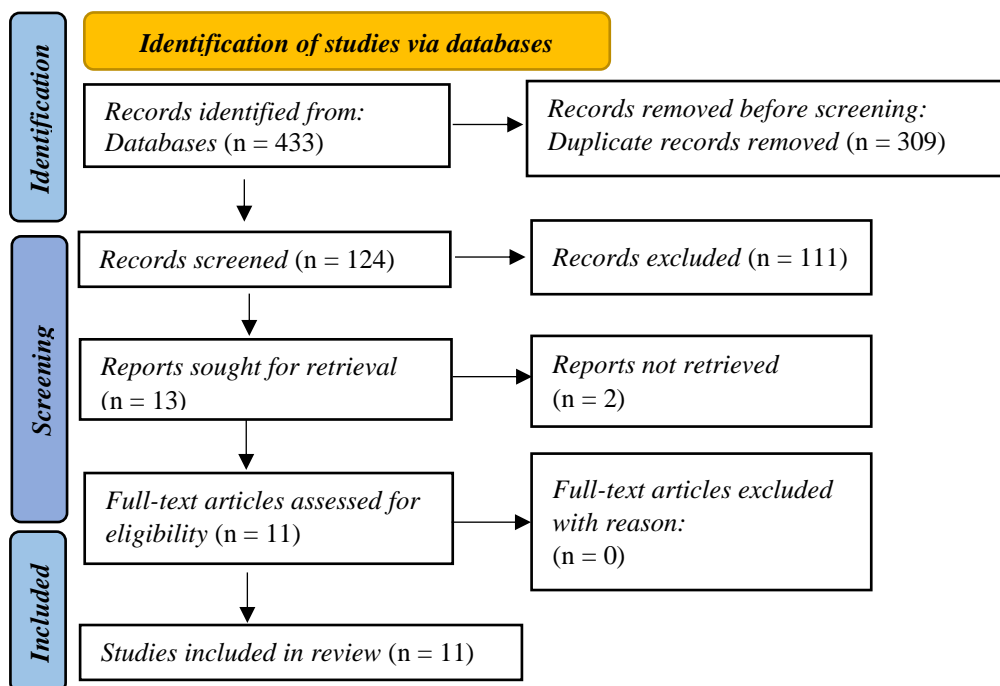 Identification of studies via databases
Identification
Records identified from:
Databases (n = 433)
Records removed before screening:
Duplicate records removed (n = 309)
Screening
Records screened (n = 124)
Records excluded (n = 111)
Reports sought for retrieval
(n = 13)
Reports not retrieved
(n = 2)
Full-text articles assessed for
eligibility (n = 11)
Full-text articles excluded
with reason:
(n = 0)
Included
Studies included in review (n = 11)